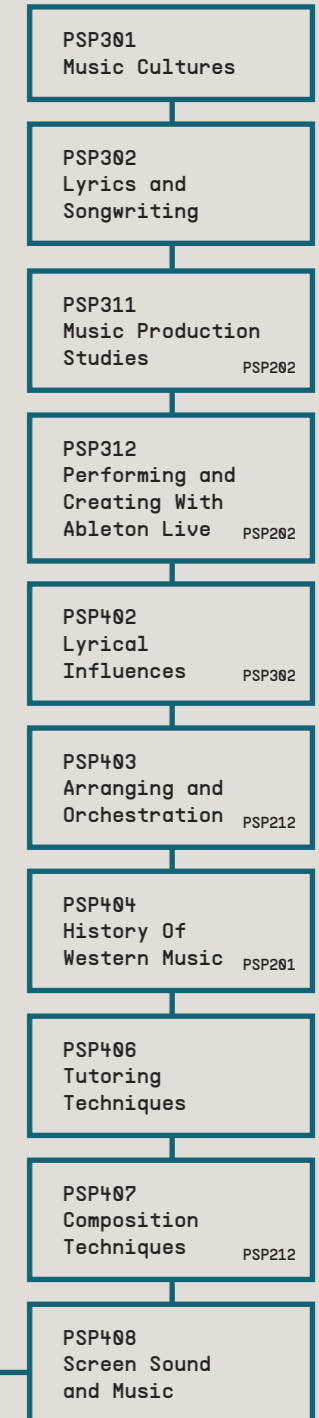 PSP301
Music Cultures
PSP302
Lyrics and
Songwriting
PSP311
Music Production
Studies PSP202
PSP312
Performing and
Creating With
Ableton Live PSP202
PSP402
Lyrical
Influences PSP302
PSP403
Arranging and
Orchestration PSP212
PSP404
History Of
Western Music PSP201
PSP406
Tutoring
Techniques
PSP407
Composition
Techniques PSP212
PSP408
Screen Sound
and Music